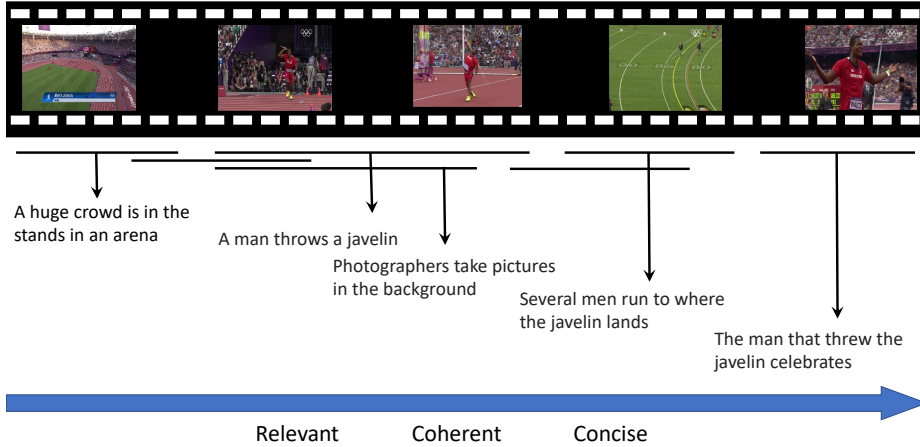 A huge crowd is in the
stands in an arena
A man throws a javelin
Photographers take pictures
in the background
Several men run to where
the javelin lands
The man that threw the
javelin celebrates
Relevant Coherent Concise